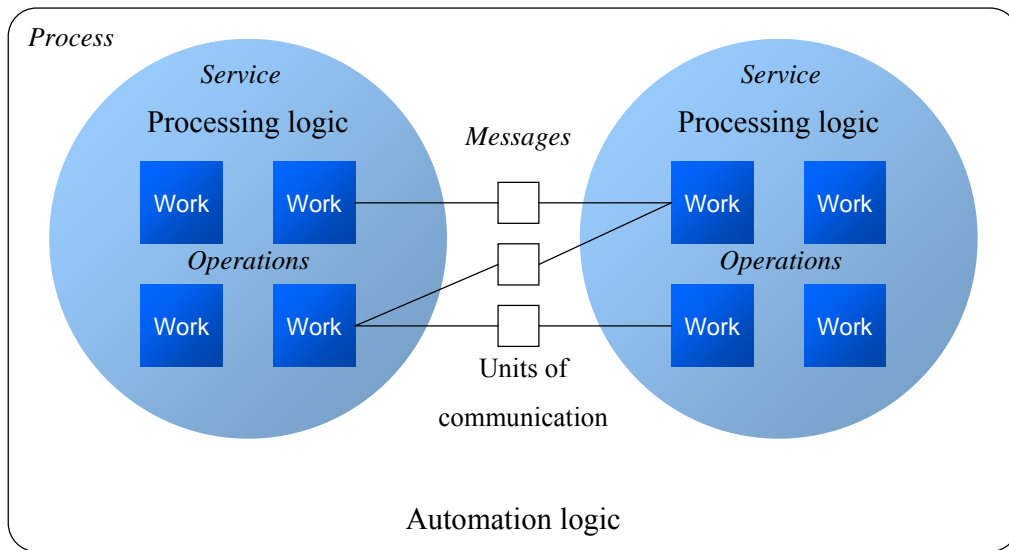 Process
Service
Processing logic
Work
Work
Operations
Work
Work
Messages
Units of
communication
Service
Processing logic
Work
Work
Operations
Work
Work
Automation logic